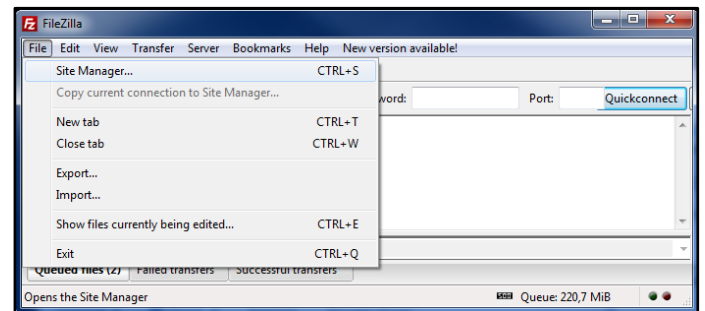 FileZilla
File Edit View Transfer Server Bookmarks Help New version available!
Site Manager... CTRL+S
Copy current connection to Site Manager...
word: Port: Quickconnect
New tab CTRL+T
Close tab CTRL+W
Export...
Import...
Show files currently being edited... CTRL+E
Exit CTRL+Q
Queued files (2) Failed transfers Successful transfers
Opens the Site Manager Queue: 220,7 MiB